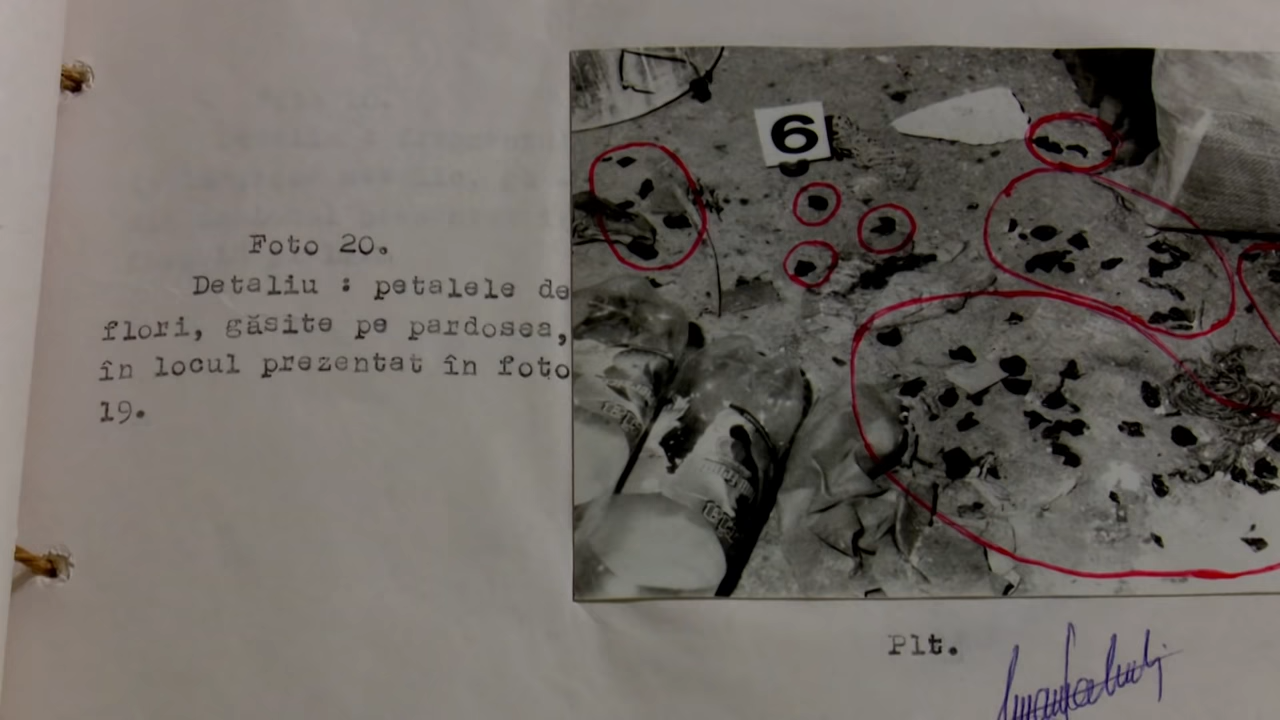 Foto 20.
Detaliu : petalele de
flori, găsite pe pardosea,
în locul prezentat în foto
19.
6
Plt.